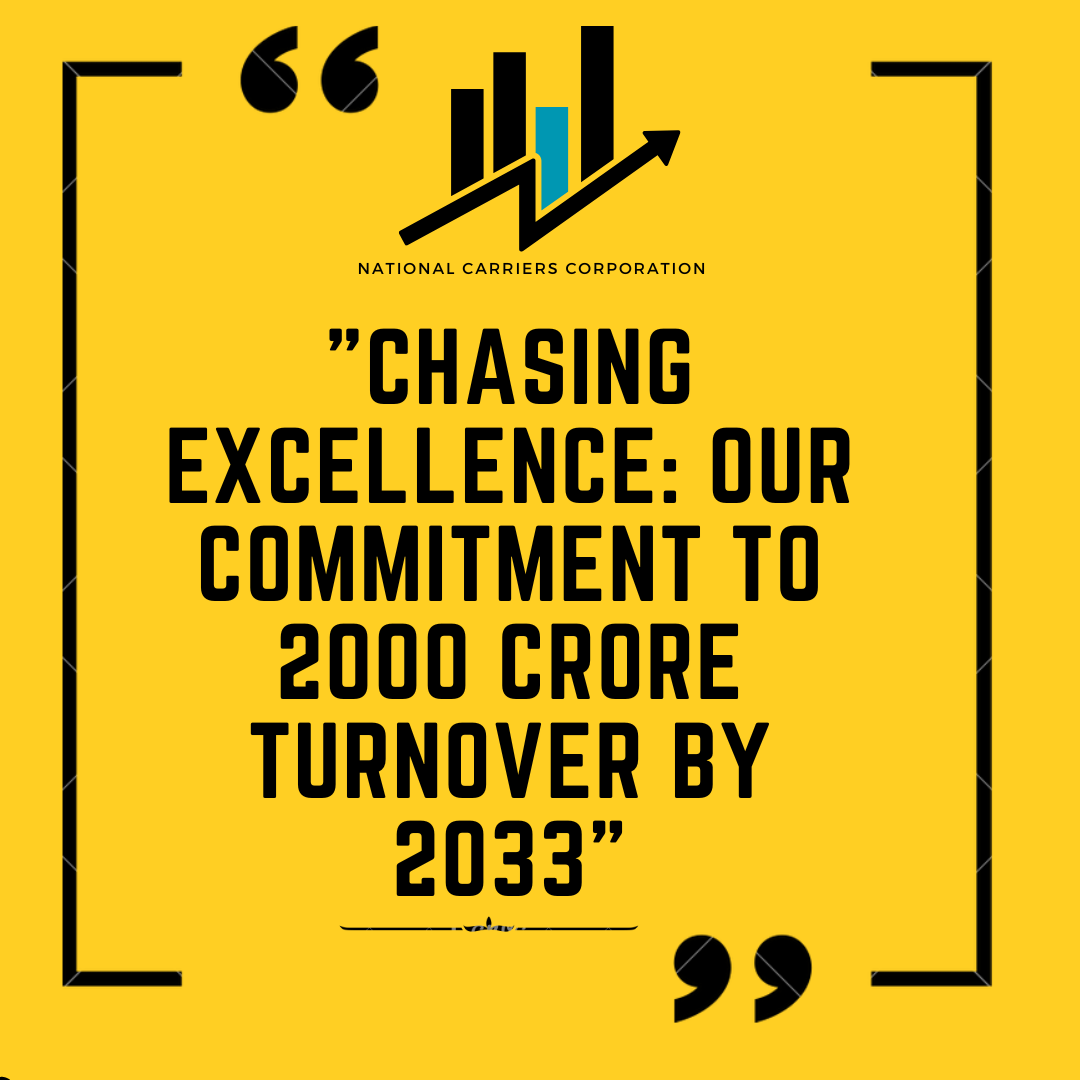 NATIONAL CARRIERS CORPORATION
”CHASING
EXCELLENCE: OUR
COMMITMENT TO
2000 CRORE
TURNOVER BY
2033”